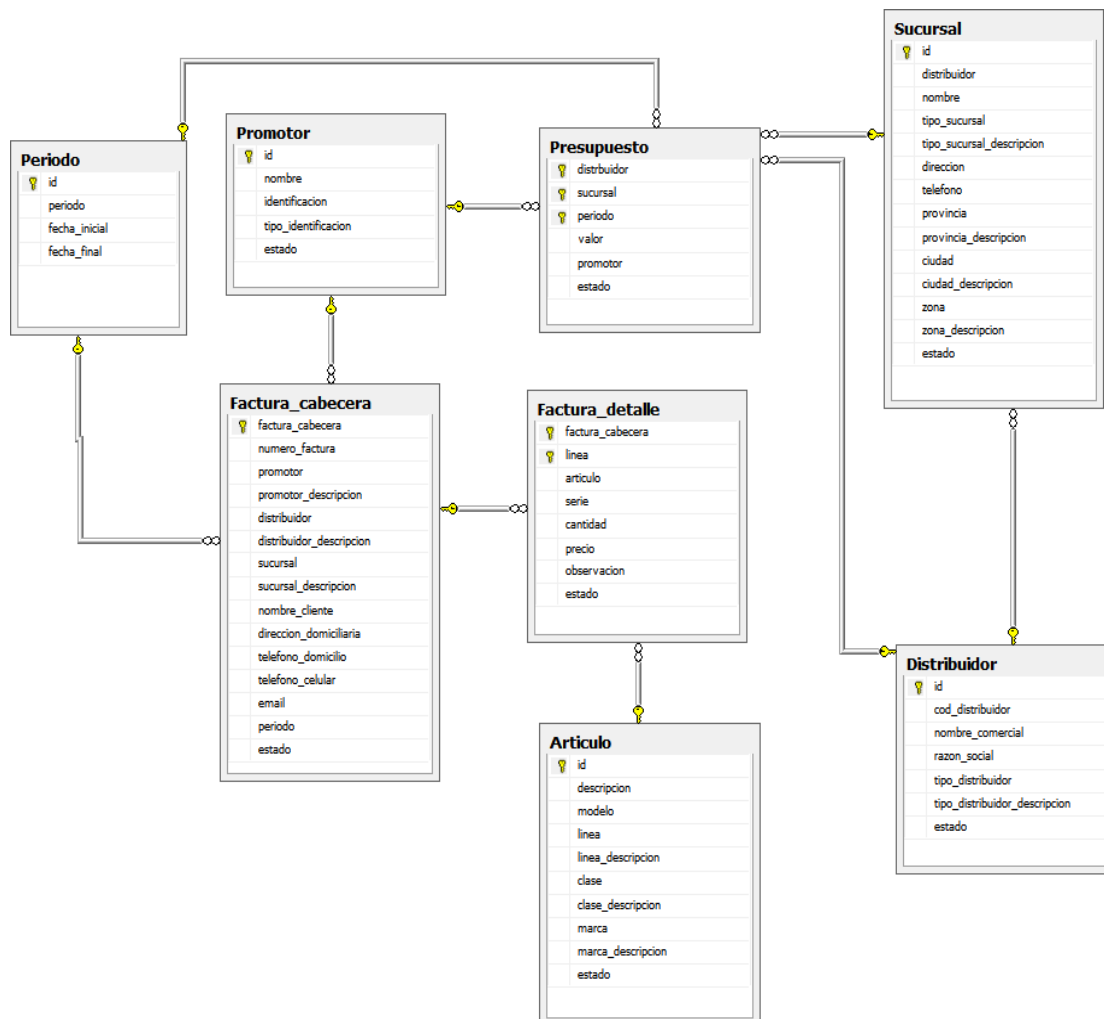 Sucursal
id
distribuidor
nombre
tipo_sucursal
tipo_sucursal_descripcion
direccion
telefono
provincia
provincia_descripcion
ciudad
ciudad_descripcion
zona
zona_descripcion
estado
Promotor
id
nombre
identificacion
tipo_identificacion
estado
Presupuesto
distrbuidor
sucursal
periodo
valor
promotor
estado
Periodo
id
periodo
fecha_inicial
fecha_final
Factura_cabecera
factura_cabecera
numero_factura
promotor
promotor_descripcion
distribuidor
distribuidor_descripcion
sucursal
sucursal_descripcion
nombre_cliente
direccion_domiciliaria
telefono_domicilio
telefono_celular
email
periodo
estado
Factura_detalle
factura_cabecera
linea
articulo
serie
cantidad
precio
observacion
estado
Distribuidor
id
cod_distribuidor
nombre_comercial
razon_social
tipo_distribuidor
tipo_distribuidor_descripcion
estado
Articulo
id
descripcion
modelo
linea
linea_descripcion
clase
clase_descripcion
marca
marca_descripcion
estado